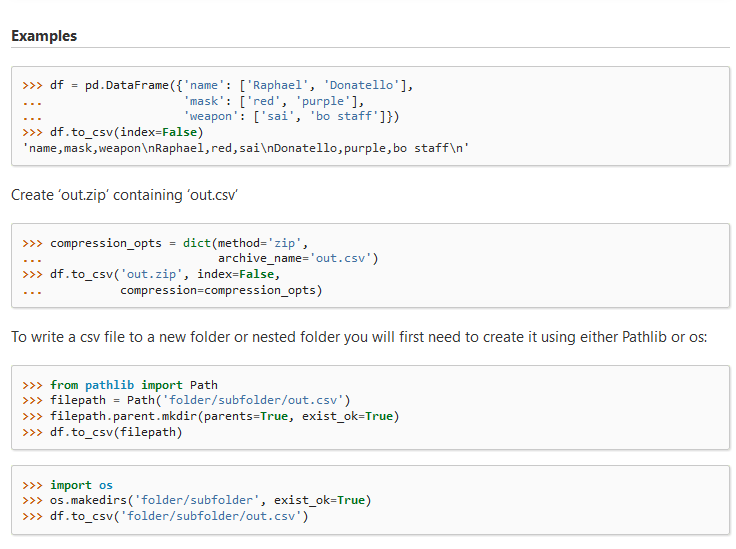 Examples
>>> df = pd.DataFrame({'name': ['Raphael', 'Donatello'],
...                    'mask': ['red', 'purple'],
...                    'weapon': ['sai', 'bo staff']})
>>> df.to_csv(index=False)
'name,mask,weapon\nRaphael,red,sai\nDonatello,purple,bo staff\n'
Create ‘out.zip’ containing ‘out.csv’
>>> compression_opts = dict(method='zip',
...                         archive_name='out.csv')
>>> df.to_csv('out.zip', index=False,
...           compression=compression_opts)
To write a csv file to a new folder or nested folder you will first need to create it using either Pathlib or os:
>>> from pathlib import Path
>>> filepath = Path('folder/subfolder/out.csv')
>>> filepath.parent.mkdir(parents=True, exist_ok=True)
>>> df.to_csv(filepath)
>>> import os
>>> os.makedirs('folder/subfolder', exist_ok=True)
>>> df.to_csv('folder/subfolder/out.csv')